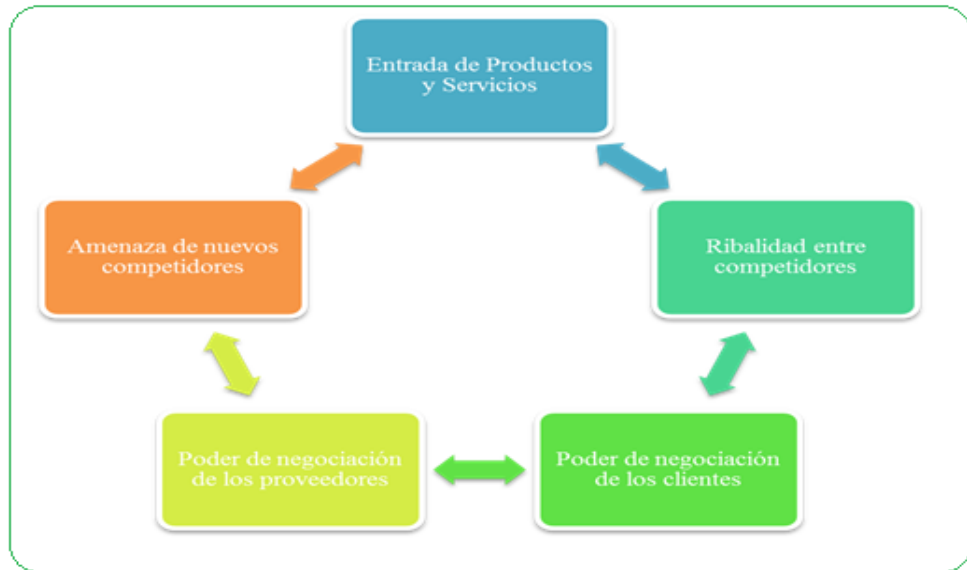 Entrada de Productos
y Servicios
Amenaza de nuevos
competidores
Ribalidad entre
competidores
Poder de negociación
de los proveedores
Poder de negociación
de los clientes